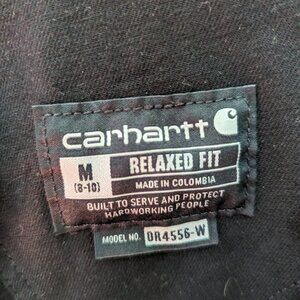 carhartt
M RELAXED FIT
(8-10) MADE IN COLOMBIA
BUILT TO SERVE AND PROTECT
HARDWORKING PEOPLE
MODEL NO. OR4556-W